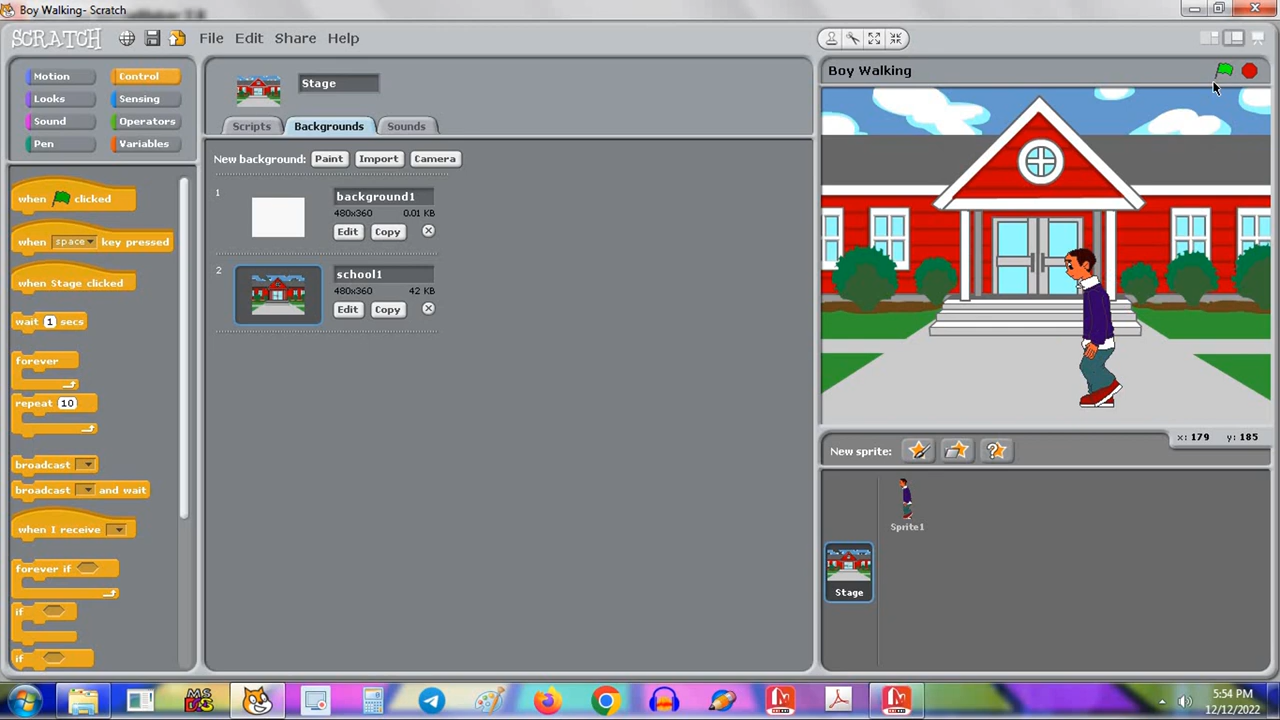 Boy Walking- Scratch
SCRATCH File Edit Share Help
Motion Control
Looks Sensing
Sound Operators
Pen Variables
Stage
Scripts Backgrounds Sounds
New background: Paint Import Camera
1 background1
480x360 0.01 KB
Edit Copy
2 school1
480x360 42 KB
Edit Copy
when clicked
when space key pressed
when Stage clicked
wait 1 secs
forever
repeat 10
broadcast
broadcast and wait
when I receive
forever if
if
if
Boy Walking
x: 179 y: 185
New sprite:
Sprite1
Stage
MS DOS
5:54 PM
12/12/2022